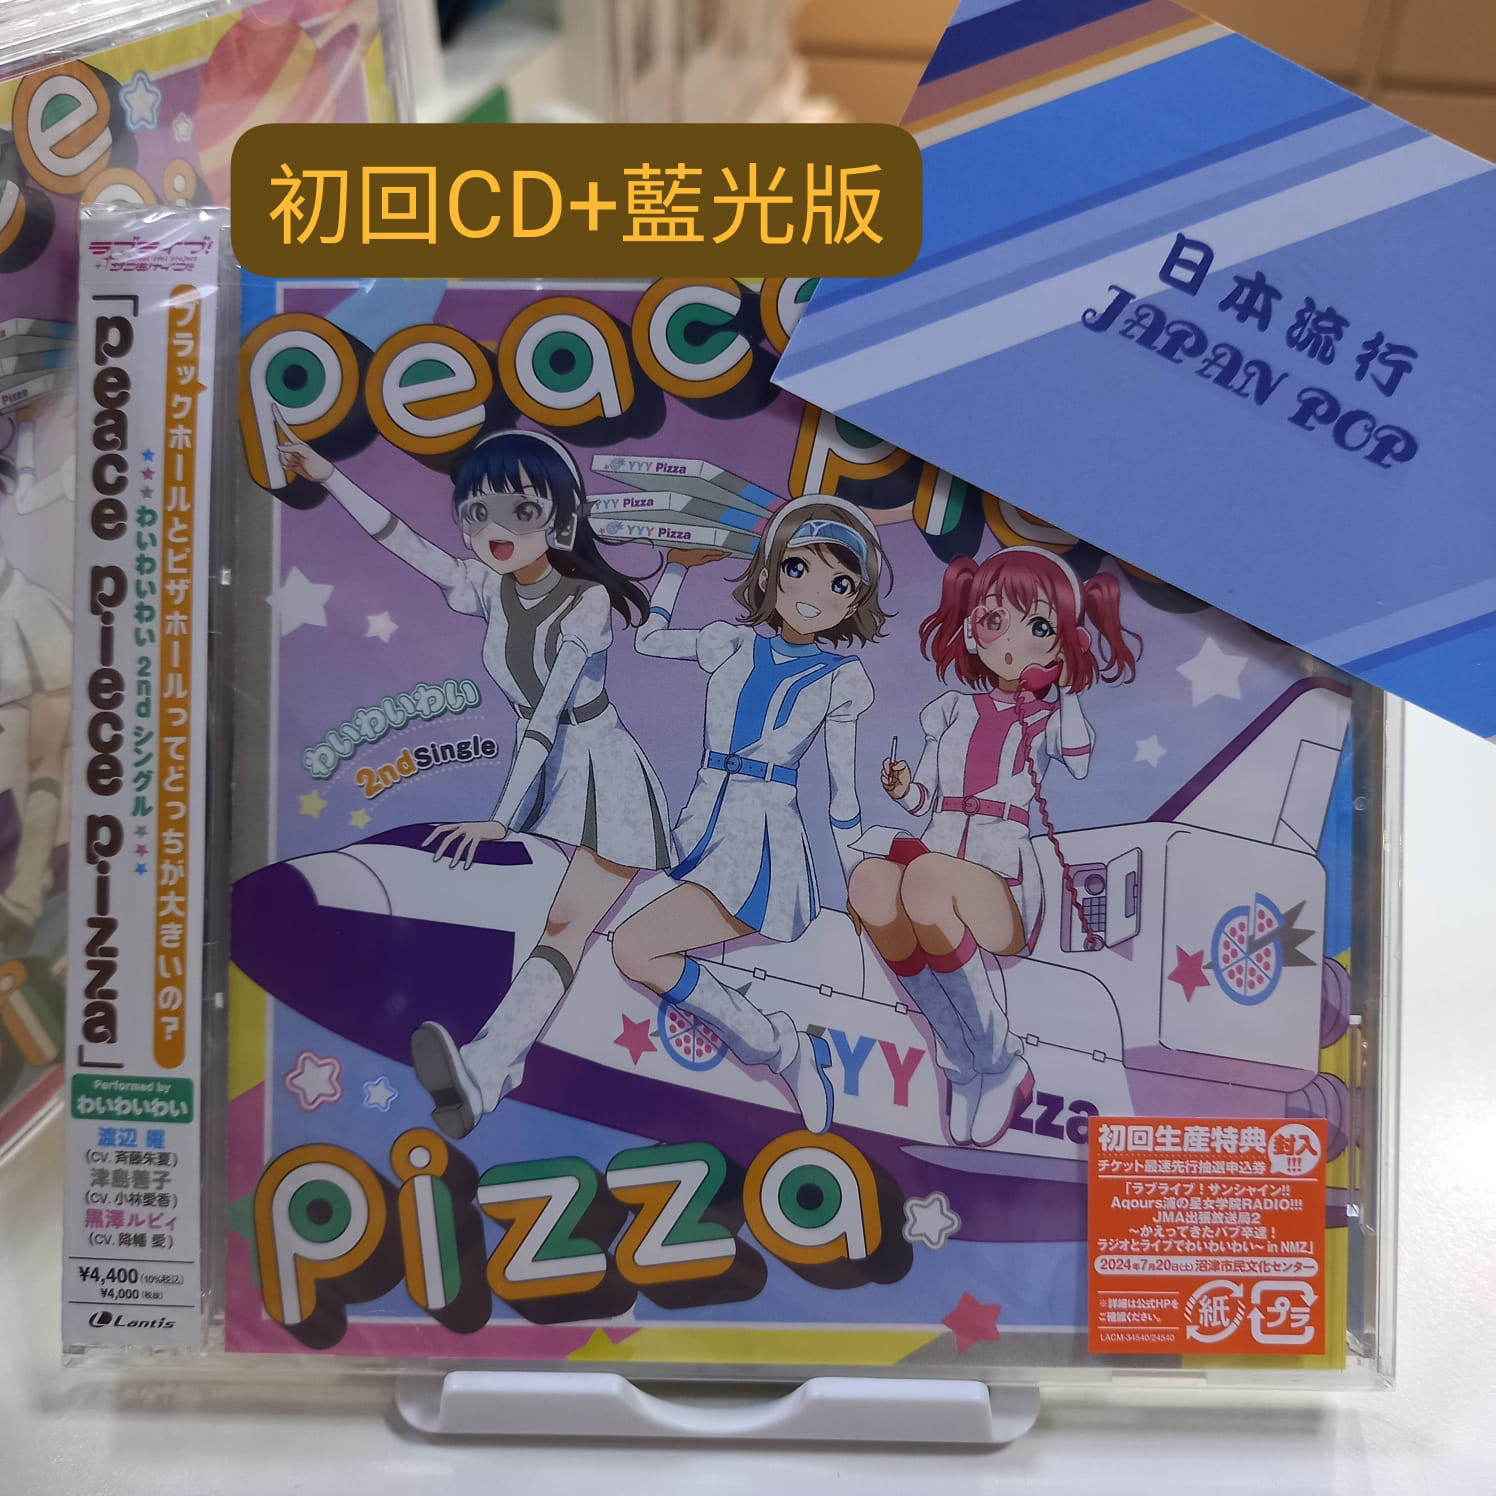 初回CD+藍光版
日本流行
JAPAN POP
ラブライブ!
サンシャイン!!
ブラックホールとピザホールってどっちが大きいの?
「peace piece pizza」
わいわいわい 2nd シングル
Performed by
わいわいわい
渡辺 曜
(CV. 斉藤朱夏)
津島善子
(CV. 小林愛香)
黒澤ルビィ
(CV. 降幡 愛)
¥4,400(10%税込)
¥4,000(税抜)
Lantis
peace
pie
YYY Pizza
YYY Pizza
YYY Pizza
わいわいわい
2ndSingle
YY
zza
pizza
初回生産特典
封入!!!
チケット最速先行抽選申込券
「ラブライブ!サンシャイン!!
Aqours浦の星女学院RADIO!!!
JMA出張放送局2
~かえってきたパブ卒達!
ラジオとライブでわいわいわい~ in NMZ」
2024年7月20日(土)沼津市民文化センター
※詳細は公式HPを
ご確認ください。
紙
プラ
LACM-34540/24540
Pizza